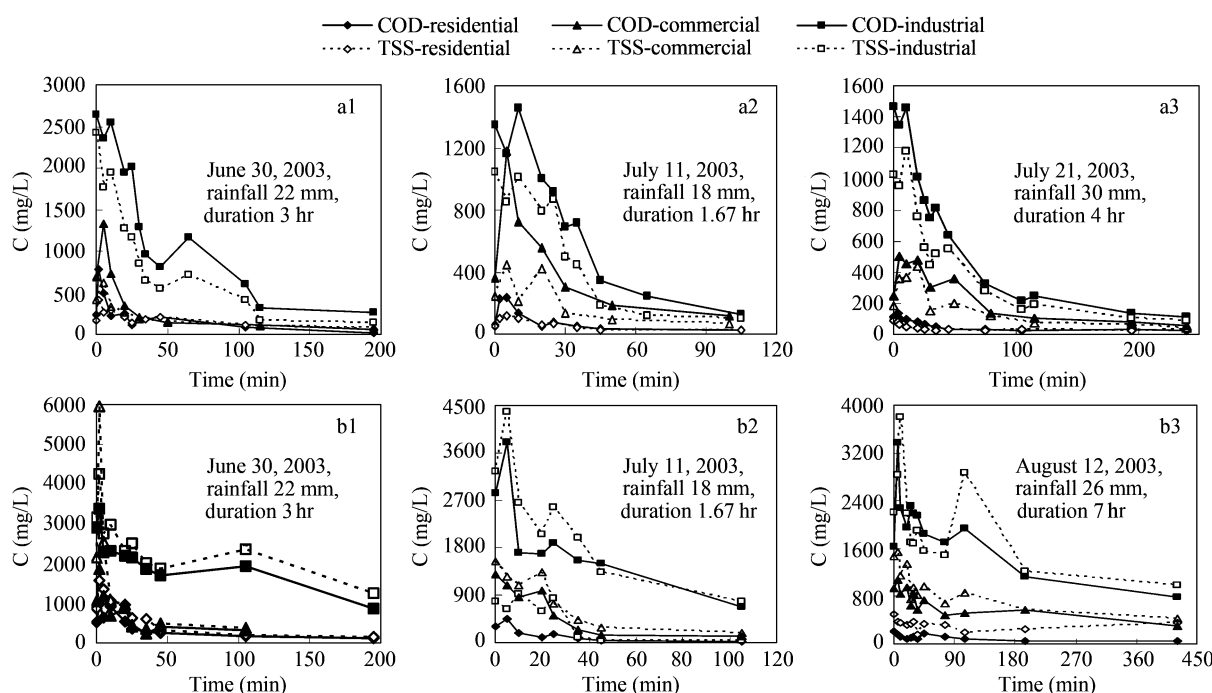 COD-residential COD-commercial COD-industrial
TSS-residential TSS-commercial TSS-industrial
3000
2500
2000
1500
1000
500
0
C (mg/L)
a1
June 30, 2003,
rainfall 22 mm,
duration 3 hr
0 50 100 150 200
Time (min)
1600
1200
800
400
0
C (mg/L)
a2
July 11, 2003,
rainfall 18 mm,
duration 1.67 hr
0 30 60 90 120
Time (min)
1600
1400
1200
1000
800
600
400
200
0
C (mg/L)
a3
July 21, 2003,
rainfall 30 mm,
duration 4 hr
0 100 200
Time (min)
6000
5000
4000
3000
2000
1000
0
C (mg/L)
b1
June 30, 2003,
rainfall 22 mm,
duration 3 hr
0 50 100 150 200
Time (min)
4500
3600
2700
1800
900
0
C (mg/L)
b2
July 11, 2003,
rainfall 18 mm,
duration 1.67 hr
0 20 40 60 80 100 120
Time (min)
4000
3200
2400
1600
800
0
C (mg/L)
b3
August 12, 2003,
rainfall 26 mm,
duration 7 hr
0 90 180 270 360 450
Time (min)